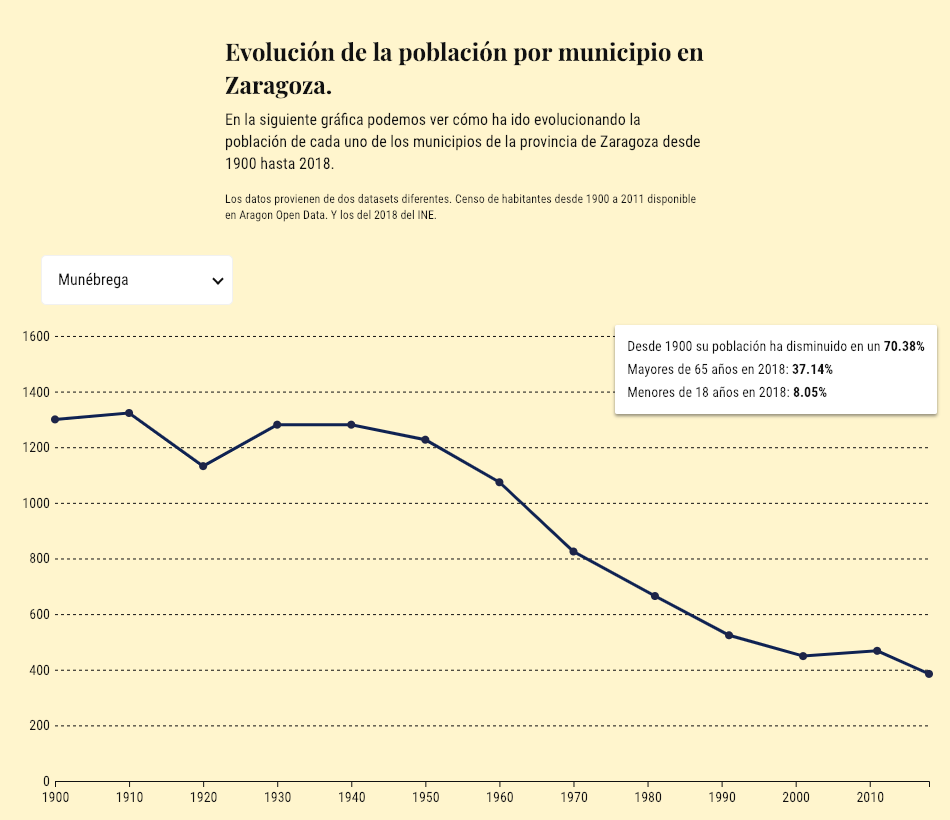 Evolución de la población por municipio en
Zaragoza.
En la siguiente gráfica podemos ver cómo ha ido evolucionando la
población de cada uno de los municipios de la provincia de Zaragoza desde
1900 hasta 2018.
Los datos provienen de dos datasets diferentes. Censo de habitantes desde 1900 a 2011 disponible
en Aragon Open Data. Y los del 2018 del INE.
Munébrega
Desde 1900 su población ha disminuido en un 70.38%
Mayores de 65 años en 2018: 37.14%
Menores de 18 años en 2018: 8.05%
1600
1400
1200
1000
800
600
400
200
0
1900 1910 1920 1930 1940 1950 1960 1970 1980 1990 2000 2010